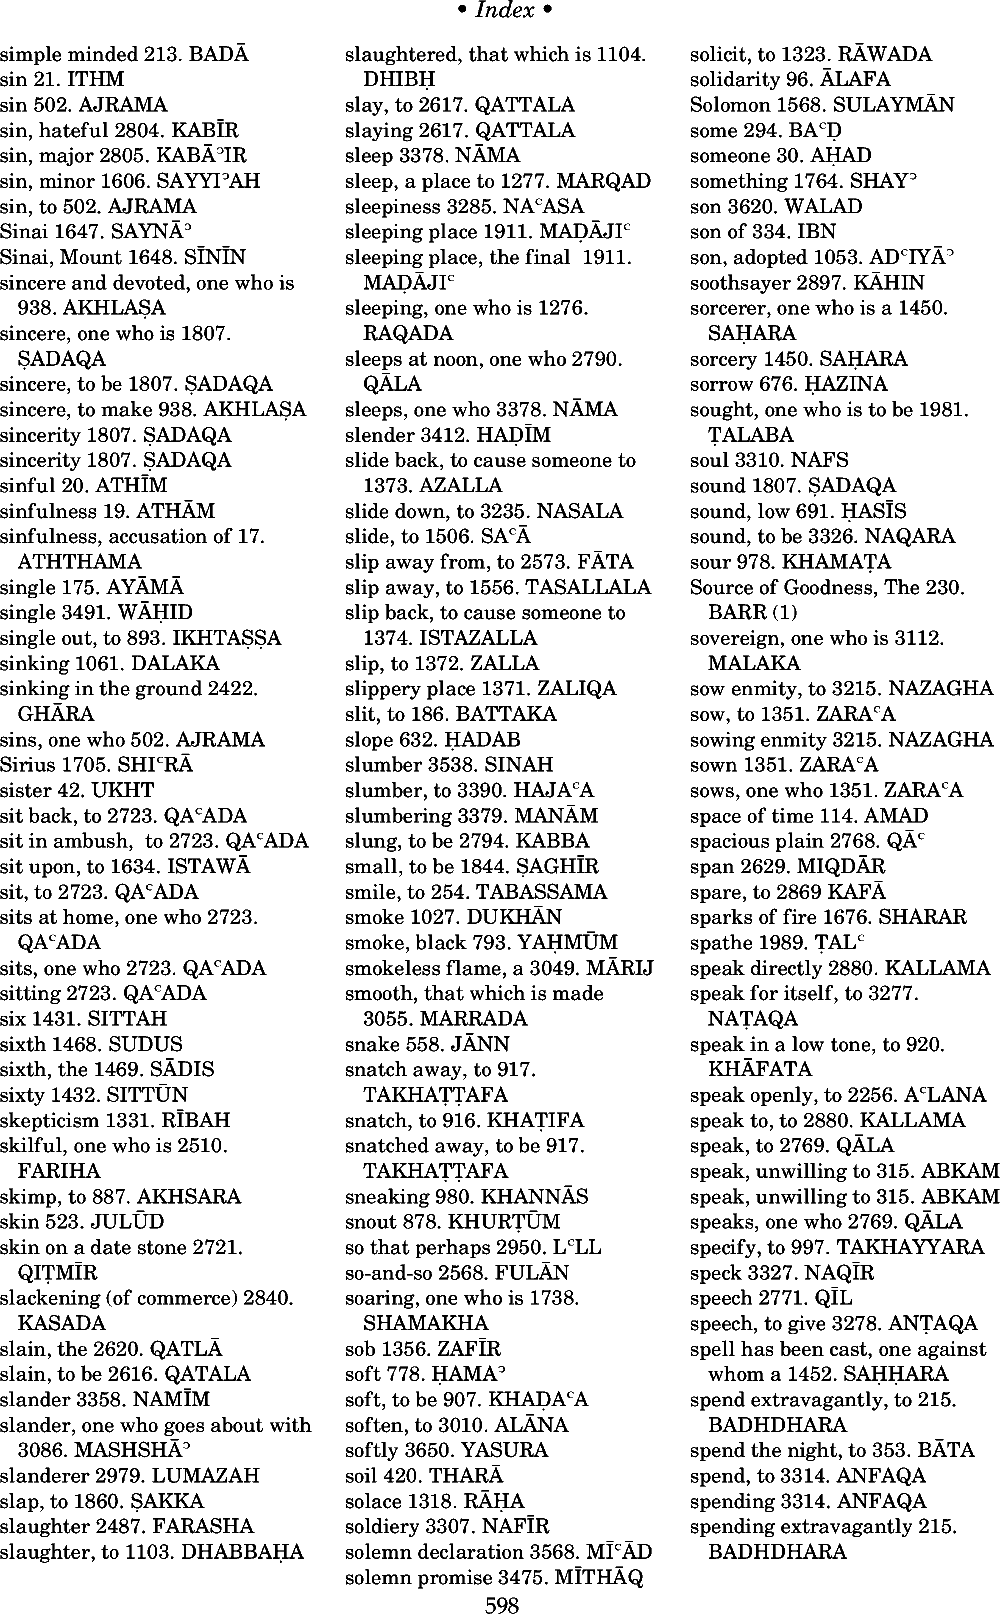 • Index •
simple minded 213. BADĀ
sin 21. ITHM
sin 502. AJRAMA
sin, hateful 2804. KABĪR
sin, major 2805. KABĀᵓIR
sin, minor 1606. SAYYIᵓAH
sin, to 502. AJRAMA
Sinai 1647. SAYNĀᵓ
Sinai, Mount 1648. SĪNĪN
sincere and devoted, one who is
938. AKHLAṢA
sincere, one who is 1807.
ṢADAQA
sincere, to be 1807. ṢADAQA
sincere, to make 938. AKHLAṢA
sincerity 1807. ṢADAQA
sincerity 1807. ṢADAQA
sinful 20. ATHĪM
sinfulness 19. ATHĀM
sinfulness, accusation of 17.
ATHTHAMA
single 175. AYĀMĀ
single 3491. WĀḤID
single out, to 893. IKHTAṢṢA
sinking 1061. DALAKA
sinking in the ground 2422.
GHĀRA
sins, one who 502. AJRAMA
Sirius 1705. SHIᶜRĀ
sister 42. UKHT
sit back, to 2723. QAᶜADA
sit in ambush, to 2723. QAᶜADA
sit upon, to 1634. ISTAWĀ
sit, to 2723. QAᶜADA
sits at home, one who 2723.
QAᶜADA
sits, one who 2723. QAᶜADA
sitting 2723. QAᶜADA
six 1431. SITTAH
sixth 1468. SUDUS
sixth, the 1469. SĀDIS
sixty 1432. SITTŪN
skepticism 1331. RĪBAH
skilful, one who is 2510.
FARIHA
skimp, to 887. AKHSARA
skin 523. JULŪD
skin on a date stone 2721.
QIṬMĪR
slackening (of commerce) 2840.
KASADA
slain, the 2620. QATLĀ
slain, to be 2616. QATALA
slander 3358. NAMĪM
slander, one who goes about with
3086. MASHSHĀᵓ
slanderer 2979. LUMAZAH
slap, to 1860. ṢAKKA
slaughter 2487. FARASHA
slaughter, to 1103. DHABBAḤA
slaughtered, that which is 1104.
DHIBḤ
slay, to 2617. QATTALA
slaying 2617. QATTALA
sleep 3378. NĀMA
sleep, a place to 1277. MARQAD
sleepiness 3285. NAᶜASA
sleeping place 1911. MAḌĀJIᶜ
sleeping place, the final 1911.
MAḌĀJIᶜ
sleeping, one who is 1276.
RAQADA
sleeps at noon, one who 2790.
QĀLA
sleeps, one who 3378. NĀMA
slender 3412. HAḌĪM
slide back, to cause someone to
1373. AZALLA
slide down, to 3235. NASALA
slide, to 1506. SAᶜĀ
slip away from, to 2573. FĀTA
slip away, to 1556. TASALLALA
slip back, to cause someone to
1374. ISTAZALLA
slip, to 1372. ZALLA
slippery place 1371. ZALIQA
slit, to 186. BATTAKA
slope 632. ḤADAB
slumber 3538. SINAH
slumber, to 3390. HAJAᶜA
slumbering 3379. MANĀM
slung, to be 2794. KABBA
small, to be 1844. ṢAGHĪR
smile, to 254. TABASSAMA
smoke 1027. DUKHĀN
smoke, black 793. YAḤMŪM
smokeless flame, a 3049. MĀRIJ
smooth, that which is made
3055. MARRADA
snake 558. JĀNN
snatch away, to 917.
TAKHAṬṬAFA
snatch, to 916. KHAṬIFA
snatched away, to be 917.
TAKHAṬṬAFA
sneaking 980. KHANNĀS
snout 878. KHURṬŪM
so that perhaps 2950. LᶜLL
so-and-so 2568. FULĀN
soaring, one who is 1738.
SHAMAKHA
sob 1356. ZAFĪR
soft 778. ḤAMAᵓ
soft, to be 907. KHAḌAᶜA
soften, to 3010. ALĀNA
softly 3650. YASURA
soil 420. THARĀ
solace 1318. RĀḤA
soldiery 3307. NAFĪR
solemn declaration 3568. MĪᶜĀD
solemn promise 3475. MĪTHĀQ
solicit, to 1323. RĀWADA
solidarity 96. ĀLAFA
Solomon 1568. SULAYMĀN
some 294. BAᶜḌ
someone 30. AḤAD
something 1764. SHAYᵓ
son 3620. WALAD
son of 334. IBN
son, adopted 1053. ADᶜIYĀᵓ
soothsayer 2897. KĀHIN
sorcerer, one who is a 1450.
SAḤARA
sorcery 1450. SAḤARA
sorrow 676. ḤAZINA
sought, one who is to be 1981.
ṬALABA
soul 3310. NAFS
sound 1807. ṢADAQA
sound, low 691. ḤASĪS
sound, to be 3326. NAQARA
sour 978. KHAMAṬA
Source of Goodness, The 230.
BARR (1)
sovereign, one who is 3112.
MALAKA
sow enmity, to 3215. NAZAGHA
sow, to 1351. ZARAᶜA
sowing enmity 3215. NAZAGHA
sown 1351. ZARAᶜA
sows, one who 1351. ZARAᶜA
space of time 114. AMAD
spacious plain 2768. QĀᶜ
span 2629. MIQDĀR
spare, to 2869 KAFĀ
sparks of fire 1676. SHARAR
spathe 1989. ṬALᶜ
speak directly 2880. KALLAMA
speak for itself, to 3277.
NAṬAQA
speak in a low tone, to 920.
KHĀFATA
speak openly, to 2256. AᶜLANA
speak to, to 2880. KALLAMA
speak, to 2769. QĀLA
speak, unwilling to 315. ABKAM
speak, unwilling to 315. ABKAM
speaks, one who 2769. QĀLA
specify, to 997. TAKHAYYARA
speck 3327. NAQĪR
speech 2771. QĪL
speech, to give 3278. ANṬAQA
spell has been cast, one against
whom a 1452. SAḤḤARA
spend extravagantly, to 215.
BADHDHARA
spend the night, to 353. BĀTA
spend, to 3314. ANFAQA
spending 3314. ANFAQA
spending extravagantly 215.
BADHDHARA
598